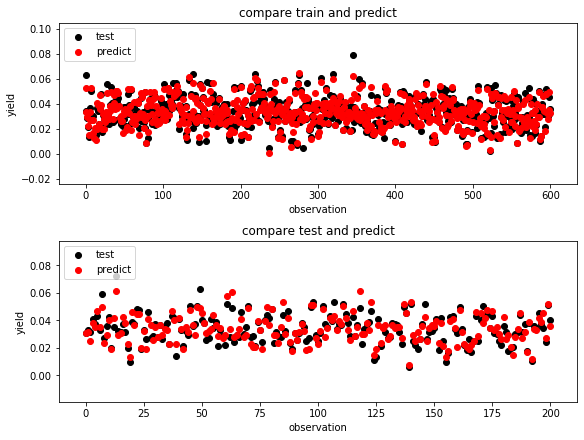 compare train and predict
0.10
0.08
0.06
0.04
0.02
0.00
−0.02
yield
test
predict
0 100 200 300 400 500 600
observation
compare test and predict
0.08
0.06
0.04
0.02
0.00
yield
test
predict
0 25 50 75 100 125 150 175 200
observation